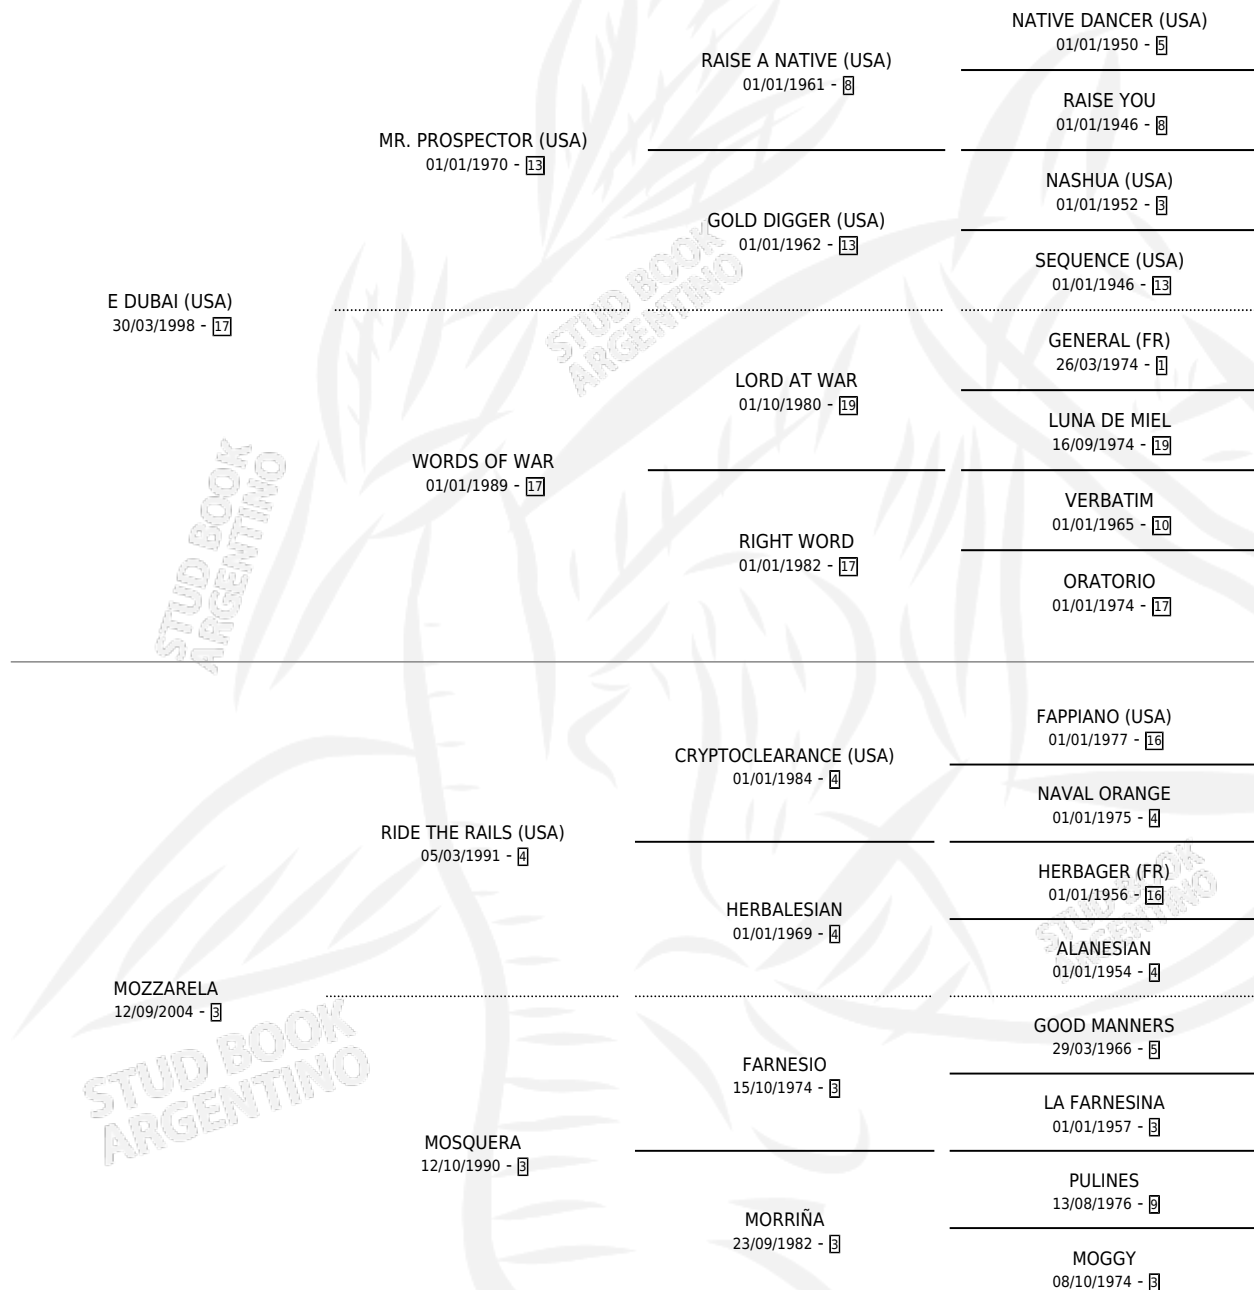 NATIVE DANCER (USA)
01/01/1950 - 5
RAISE A NATIVE (USA)
01/01/1961 - 8
RAISE YOU
01/01/1946 - 8
MR. PROSPECTOR (USA)
01/01/1970 - 13
NASHUA (USA)
01/01/1952 - 3
GOLD DIGGER (USA)
01/01/1962 - 13
SEQUENCE (USA)
01/01/1946 - 13
E DUBAI (USA)
30/03/1998 - 17
GENERAL (FR)
26/03/1974 - 1
LORD AT WAR
01/10/1980 - 19
LUNA DE MIEL
16/09/1974 - 19
WORDS OF WAR
01/01/1989 - 17
VERBATIM
01/01/1965 - 10
RIGHT WORD
01/01/1982 - 17
ORATORIO
01/01/1974 - 17
FAPPIANO (USA)
01/01/1977 - 16
CRYPTOCLEARANCE (USA)
01/01/1984 - 4
NAVAL ORANGE
01/01/1975 - 4
RIDE THE RAILS (USA)
05/03/1991 - 4
HERBAGER (FR)
01/01/1956 - 16
HERBALESIAN
01/01/1969 - 4
ALANESIAN
01/01/1954 - 4
MOZZARELA
12/09/2004 - 3
GOOD MANNERS
29/03/1966 - 5
FARNESIO
15/10/1974 - 3
LA FARNESINA
01/01/1957 - 3
MOSQUERA
12/10/1990 - 3
PULINES
13/08/1976 - 9
MORRIÑA
23/09/1982 - 3
MOGGY
08/10/1974 - 3
STUD BOOK
ARGENTINO
STUD BOOK
ARGENTINO
STUD BOOK
ARGENTINO
STUD BOOK
ARGENTINO